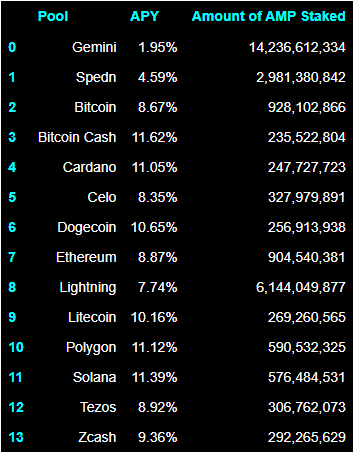 Pool APY Amount of AMP Staked
0 Gemini 1.95% 14,236,612,334
1 Spedn 4.59% 2,981,380,842
2 Bitcoin 8.67% 928,102,866
3 Bitcoin Cash 11.62% 235,522,804
4 Cardano 11.05% 247,727,723
5 Celo 8.35% 327,979,891
6 Dogecoin 10.65% 256,913,938
7 Ethereum 8.87% 904,540,381
8 Lightning 7.74% 6,144,049,877
9 Litecoin 10.16% 269,260,565
10 Polygon 11.12% 590,532,325
11 Solana 11.39% 576,484,531
12 Tezos 8.92% 306,762,073
13 Zcash 9.36% 292,265,629